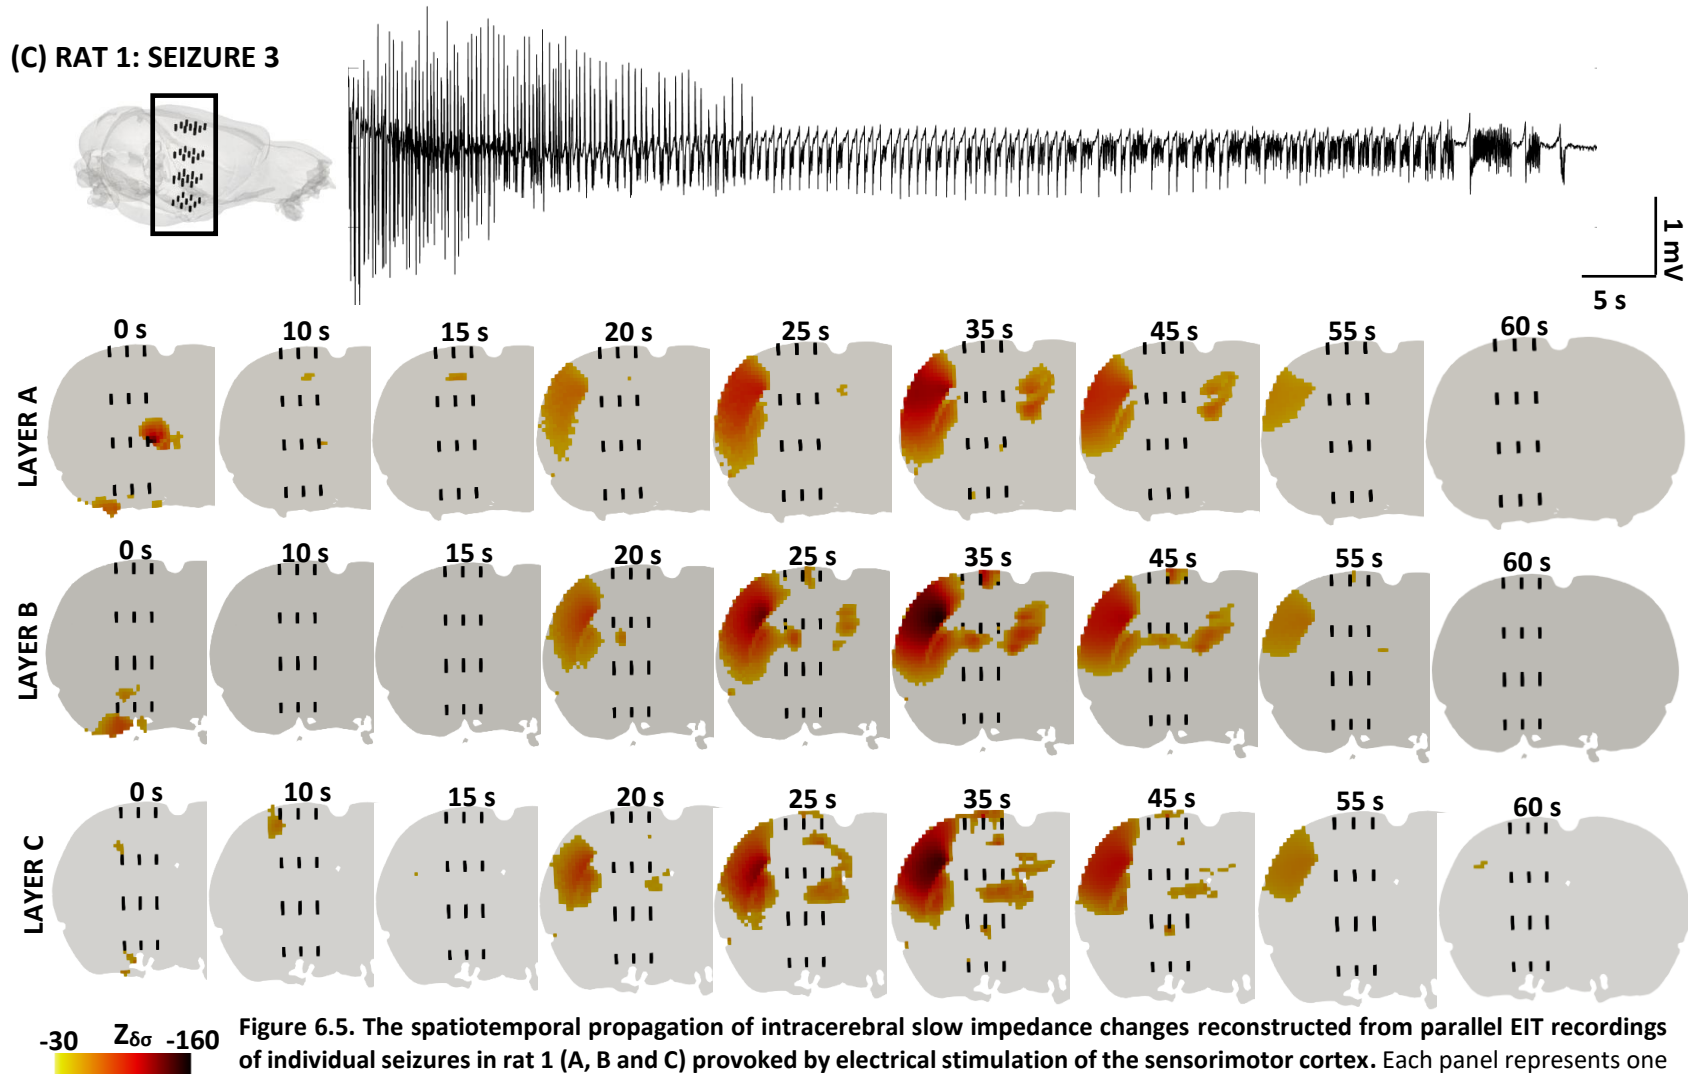 (C) RAT 1: SEIZURE 3
1 mV
5 s
0 s 10 s 15 s 20 s 25 s 35 s 45 s 55 s 60 s
LAYER A
0 s 10 s 15 s 20 s 25 s 35 s 45 s 55 s 60 s
LAYER B
0 s 10 s 15 s 20 s 25 s 35 s 45 s 55 s 60 s
LAYER C
-30 Zδσ -160
Figure 6.5. The spatiotemporal propagation of intracerebral slow impedance changes reconstructed from parallel EIT recordings
of individual seizures in rat 1 (A, B and C) provoked by electrical stimulation of the sensorimotor cortex. Each panel represents one